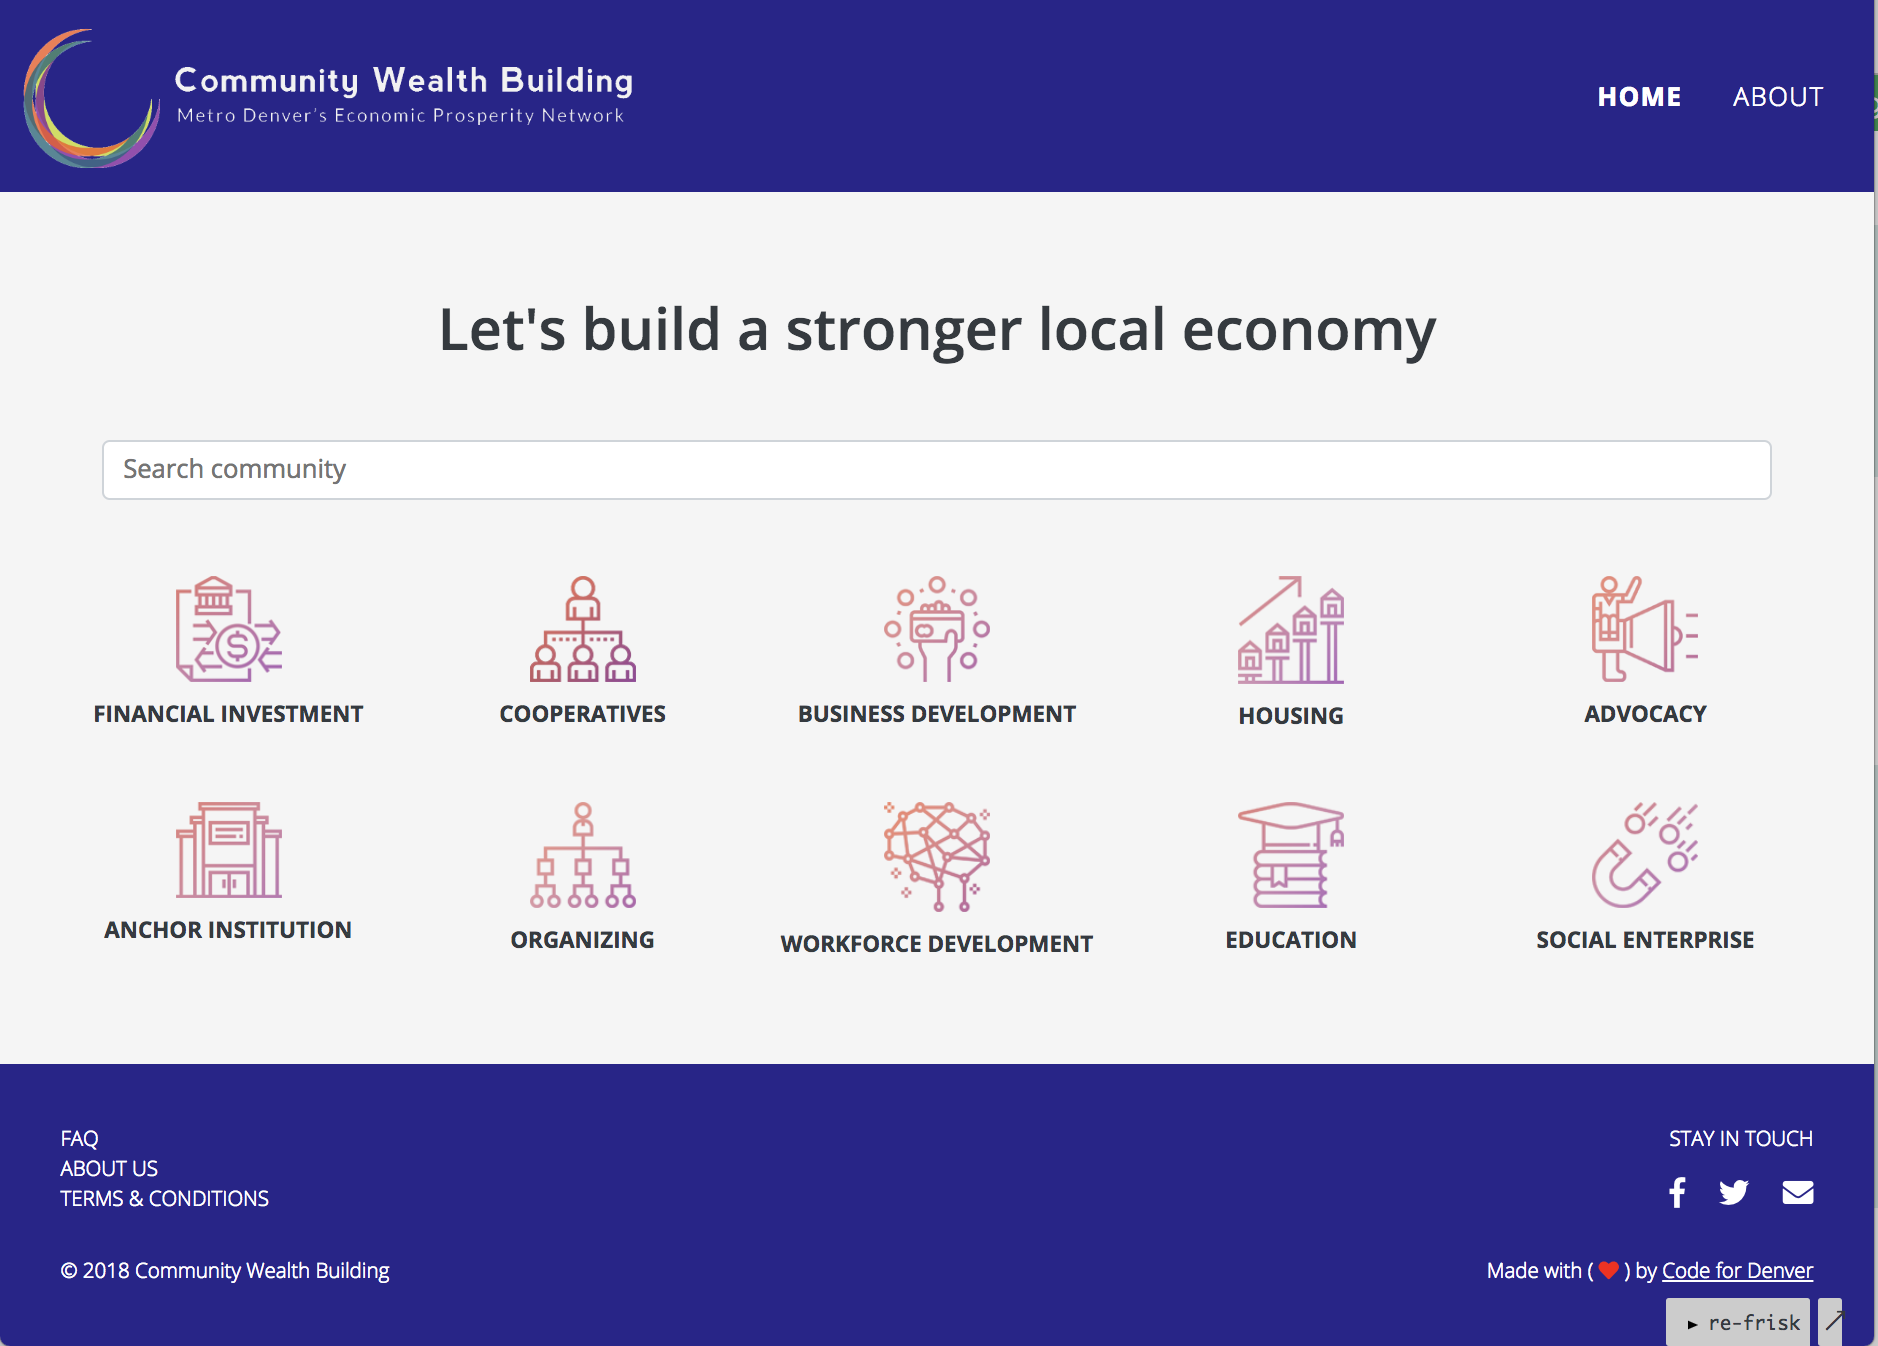 Community Wealth Building
Metro Denver's Economic Prosperity Network
HOME
ABOUT
Let's build a stronger local economy
Search community
FINANCIAL INVESTMENT
COOPERATIVES
BUSINESS DEVELOPMENT
HOUSING
ADVOCACY
ANCHOR INSTITUTION
ORGANIZING
WORKFORCE DEVELOPMENT
EDUCATION
SOCIAL ENTERPRISE
FAQ
ABOUT US
TERMS & CONDITIONS
STAY IN TOUCH
© 2018 Community Wealth Building
Made with ( ❤ ) by Code for Denver
► re-frisk